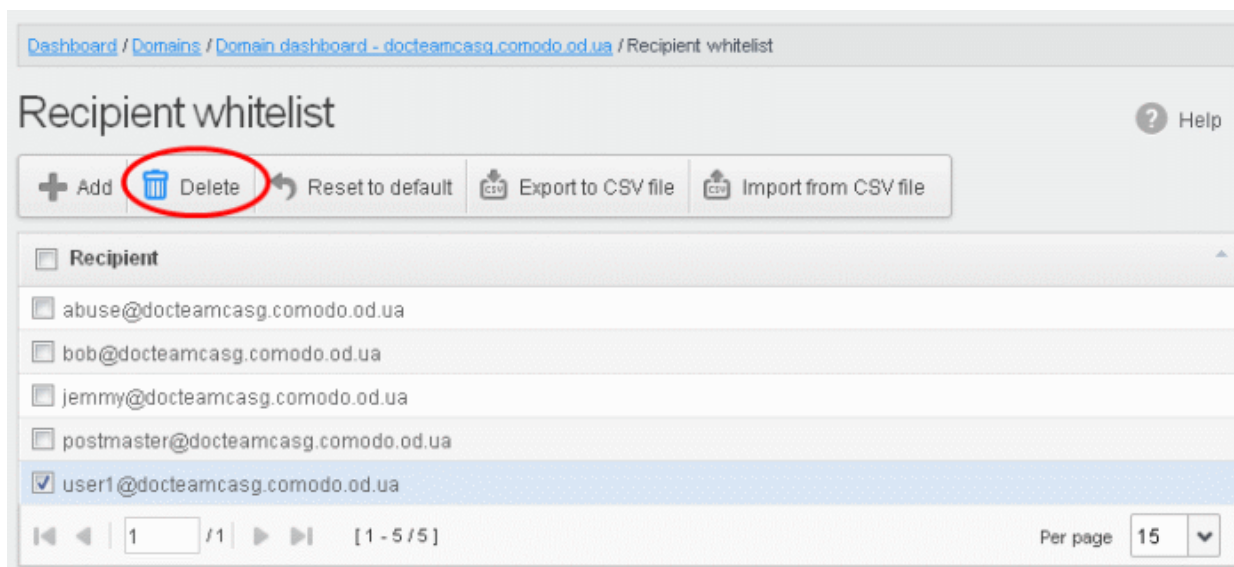 Dashboard / Domains / Domain dashboard - docteamcasg.comodo.od.ua / Recipient whitelist
Recipient whitelist
Help
Add Delete Reset to default Export to CSV file Import from CSV file
Recipient
abuse@docteamcasg.comodo.od.ua
bob@docteamcasg.comodo.od.ua
jemmy@docteamcasg.comodo.od.ua
postmaster@docteamcasg.comodo.od.ua
user1@docteamcasg.comodo.od.ua
1 /1 [1-5/5] Per page 15